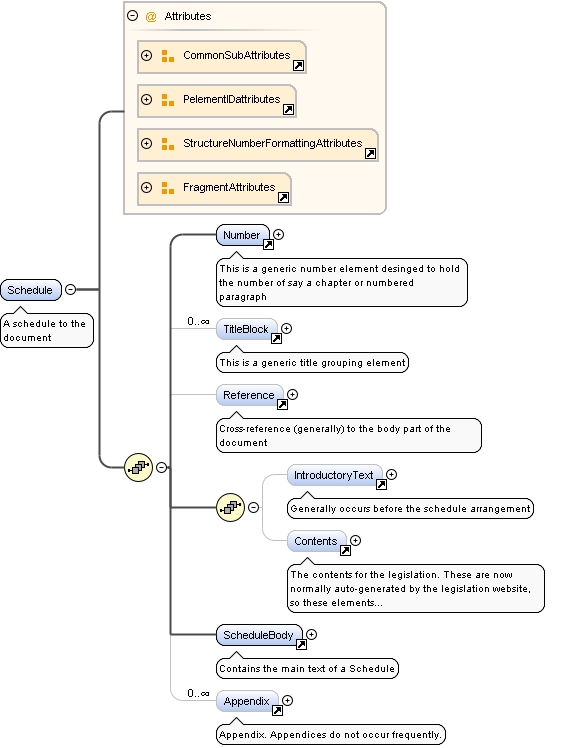 Attributes
CommonSubAttributes
PelementIDattributes
StructureNumberFormattingAttributes
FragmentAttributes
Number
This is a generic number element desinged to hold
the number of say a chapter or numbered
paragraph
Schedule
A schedule to the
document
0..∞
TitleBlock
This is a generic title grouping element
Reference
Cross-reference (generally) to the body part of the
document
IntroductoryText
Generally occurs before the schedule arrangement
Contents
The contents for the legislation. These are now
normally auto-generated by the legislation website,
so these elements...
ScheduleBody
Contains the main text of a Schedule
0..∞
Appendix
Appendix. Appendices do not occur frequently.